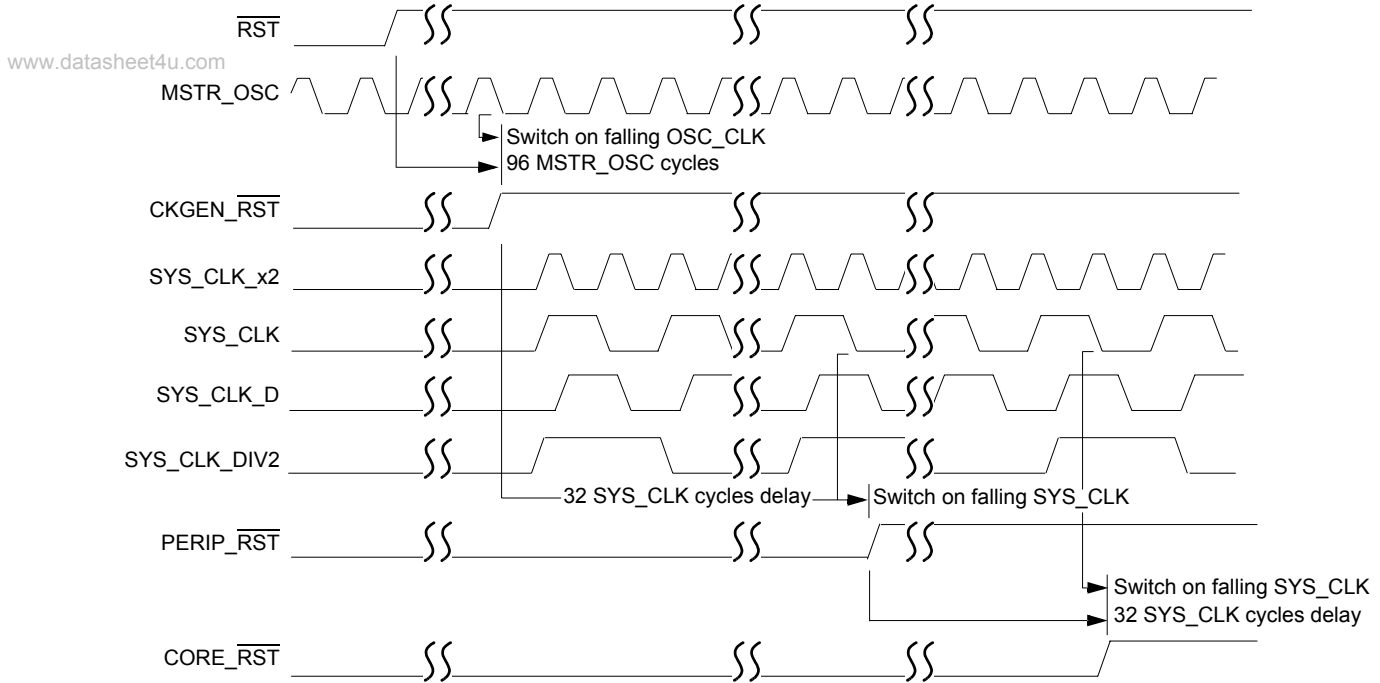 RST
www.datasheet4u.com
MSTR_OSC
Switch on falling OSC_CLK
96 MSTR_OSC cycles
CKGEN_RST
SYS_CLK_x2
SYS_CLK
SYS_CLK_D
SYS_CLK_DIV2
32 SYS_CLK cycles delay
Switch on falling SYS_CLK
PERIP_RST
Switch on falling SYS_CLK
32 SYS_CLK cycles delay
CORE_RST